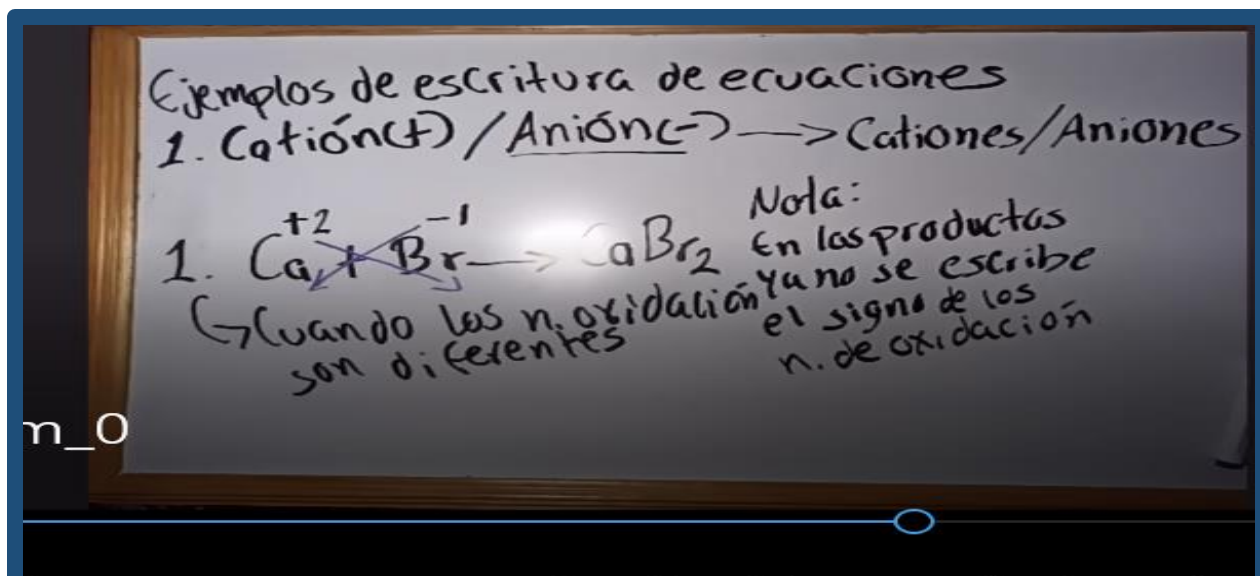 Ejemplos de escritura de ecuaciones
1. Catión(+) / Anión(-) —> Cationes/Aniones
1. Ca+2 + Br-1 —> CaBr2
↳ Cuando los n. oxidación
son diferentes
Nota:
En los productos
ya no se escribe
el signo de los
n. de oxidación
m_0